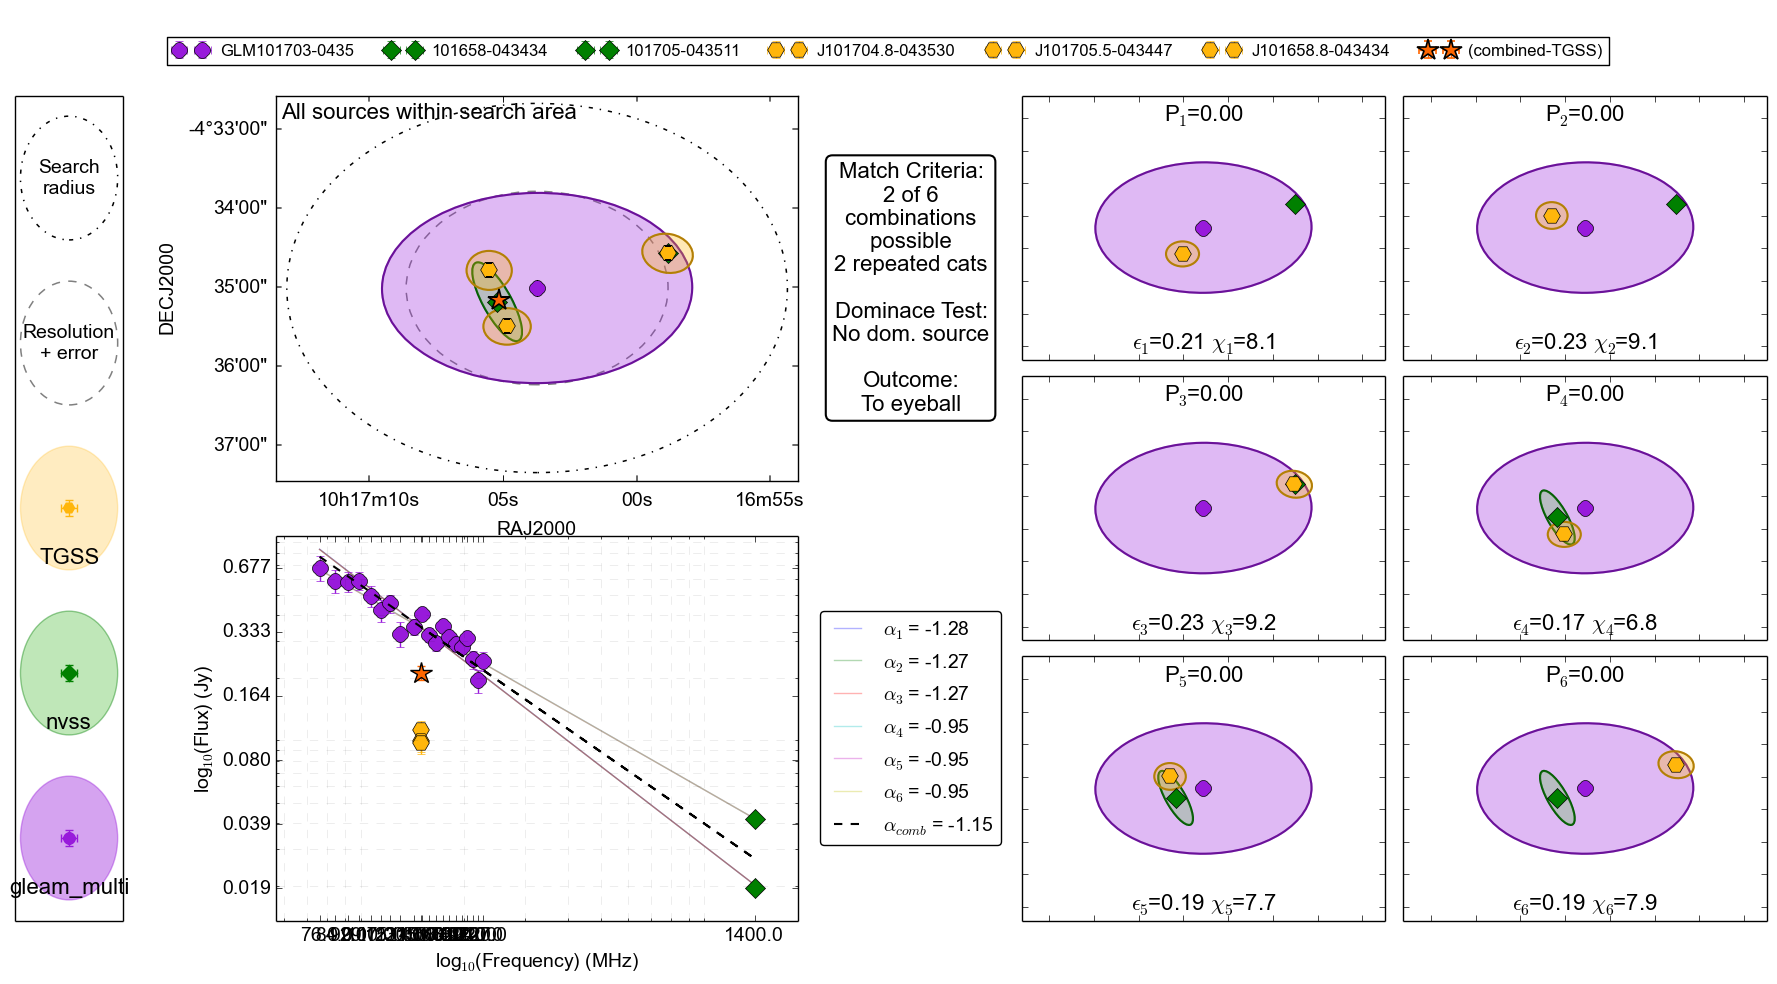 GLM101703-0435 101658-043434 101705-043511 J101704.8-043530 J101705.5-043447 J101658.8-043434 (combined-TGSS)
Search
radius
Resolution
+ error
TGSS
nvss
gleam_multi
All sources within search area
DECJ2000
-4°33'00"
34'00"
35'00"
36'00"
37'00"
10h17m10s 05s 00s 16m55s
RAJ2000
log10(Flux) (Jy)
0.677
0.333
0.164
0.080
0.039
0.019
1400.0
log10(Frequency) (MHz)
Match Criteria:
2 of 6
combinations
possible
2 repeated cats
Dominace Test:
No dom. source
Outcome:
To eyeball
α1 = -1.28
α2 = -1.27
α3 = -1.27
α4 = -0.95
α5 = -0.95
α6 = -0.95
αcomb = -1.15
P1=0.00
ϵ1=0.21 χ1=8.1
P2=0.00
ϵ2=0.23 χ2=9.1
P3=0.00
ϵ3=0.23 χ3=9.2
P4=0.00
ϵ4=0.17 χ4=6.8
P5=0.00
ϵ5=0.19 χ5=7.7
P6=0.00
ϵ6=0.19 χ6=7.9